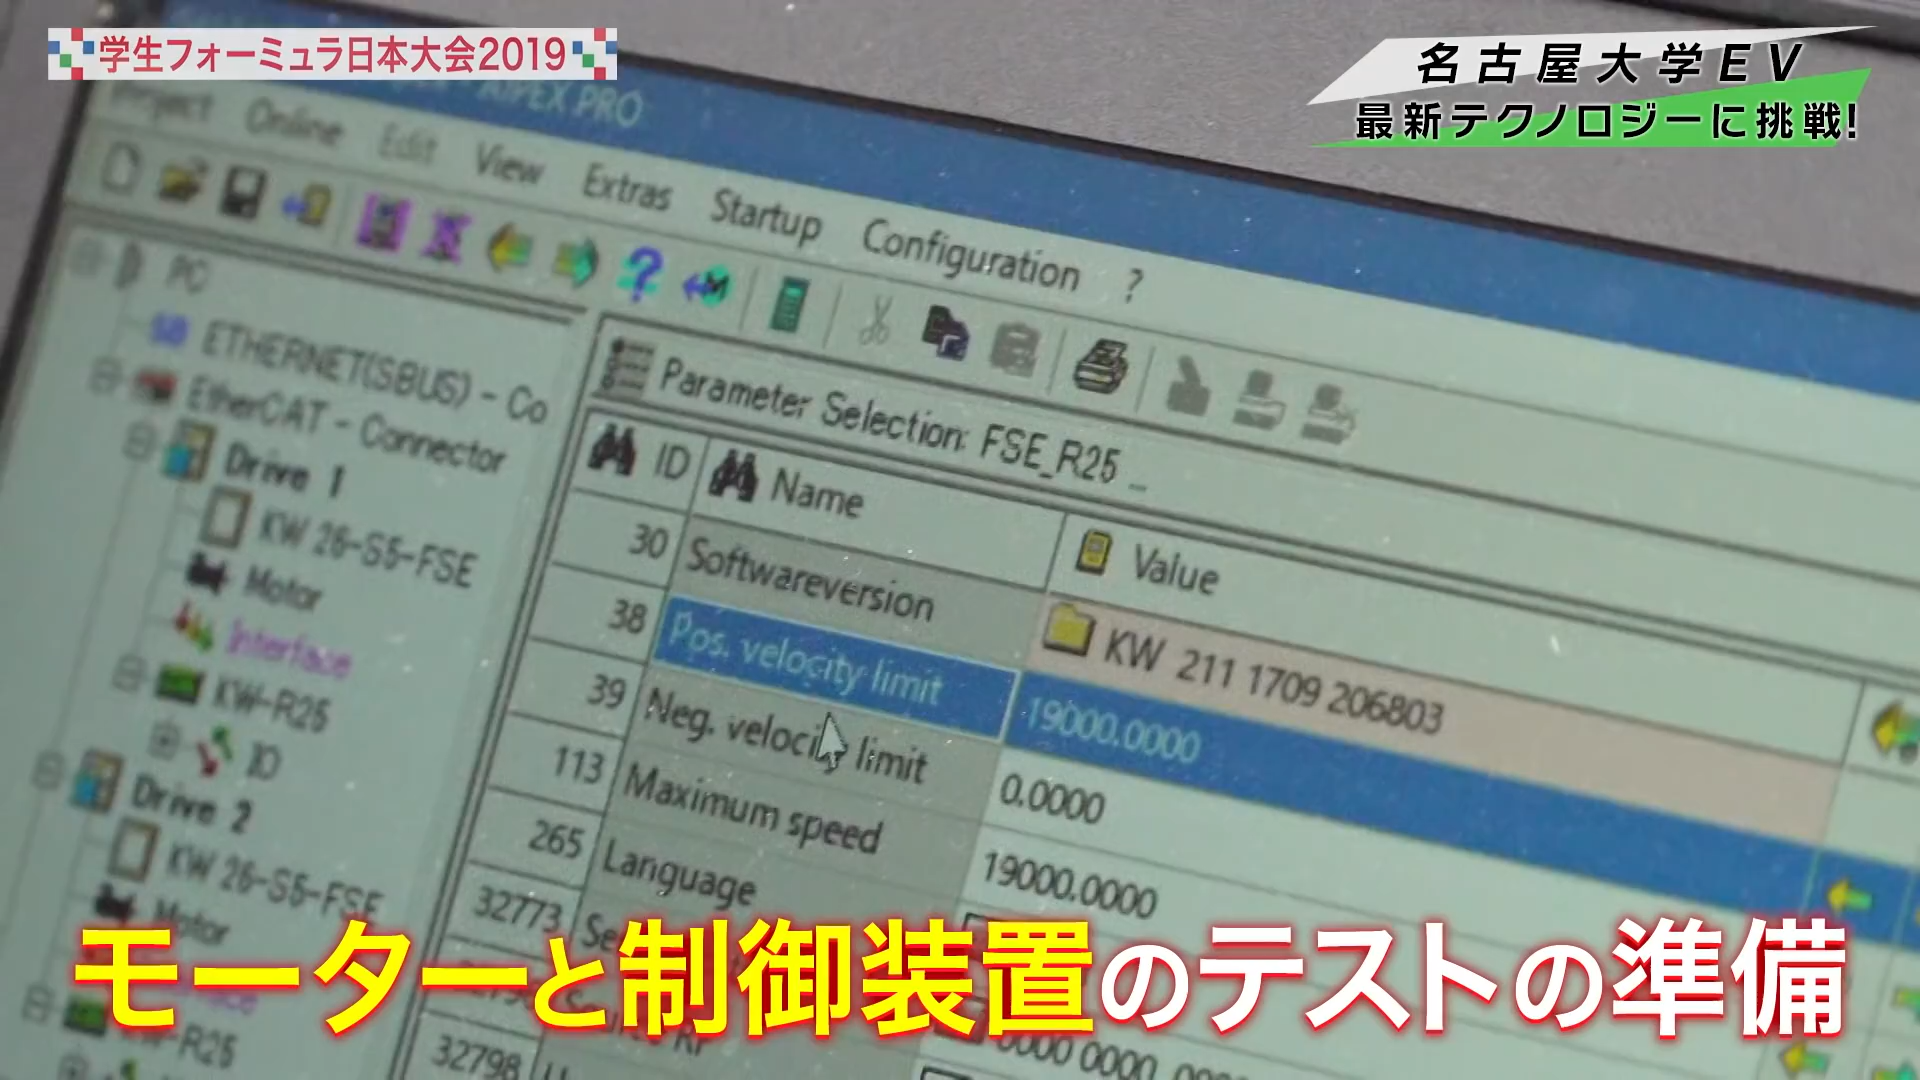 学生フォーミュラ日本大会2019
名古屋大学EV
最新テクノロジーに挑戦!
AIPEX PRO
Project Online Edit View Extras Startup Configuration ?
PC
ETHERNET(SBUS) - Co
EtherCAT - Connector
Drive 1
KW 26-S5-FSE
Motor
Interface
KW-R25
IO
Drive 2
KW 26-S5-FSE
Motor
Parameter Selection: FSE_R25 _
ID Name Value
30 Softwareversion KW 211 1709 206803
38 Pos. velocity limit 19000.0000
39 Neg. velocity limit 0.0000
113 Maximum speed 19000.0000
265 Language
32773
32798
モーターと制御装置のテストの準備